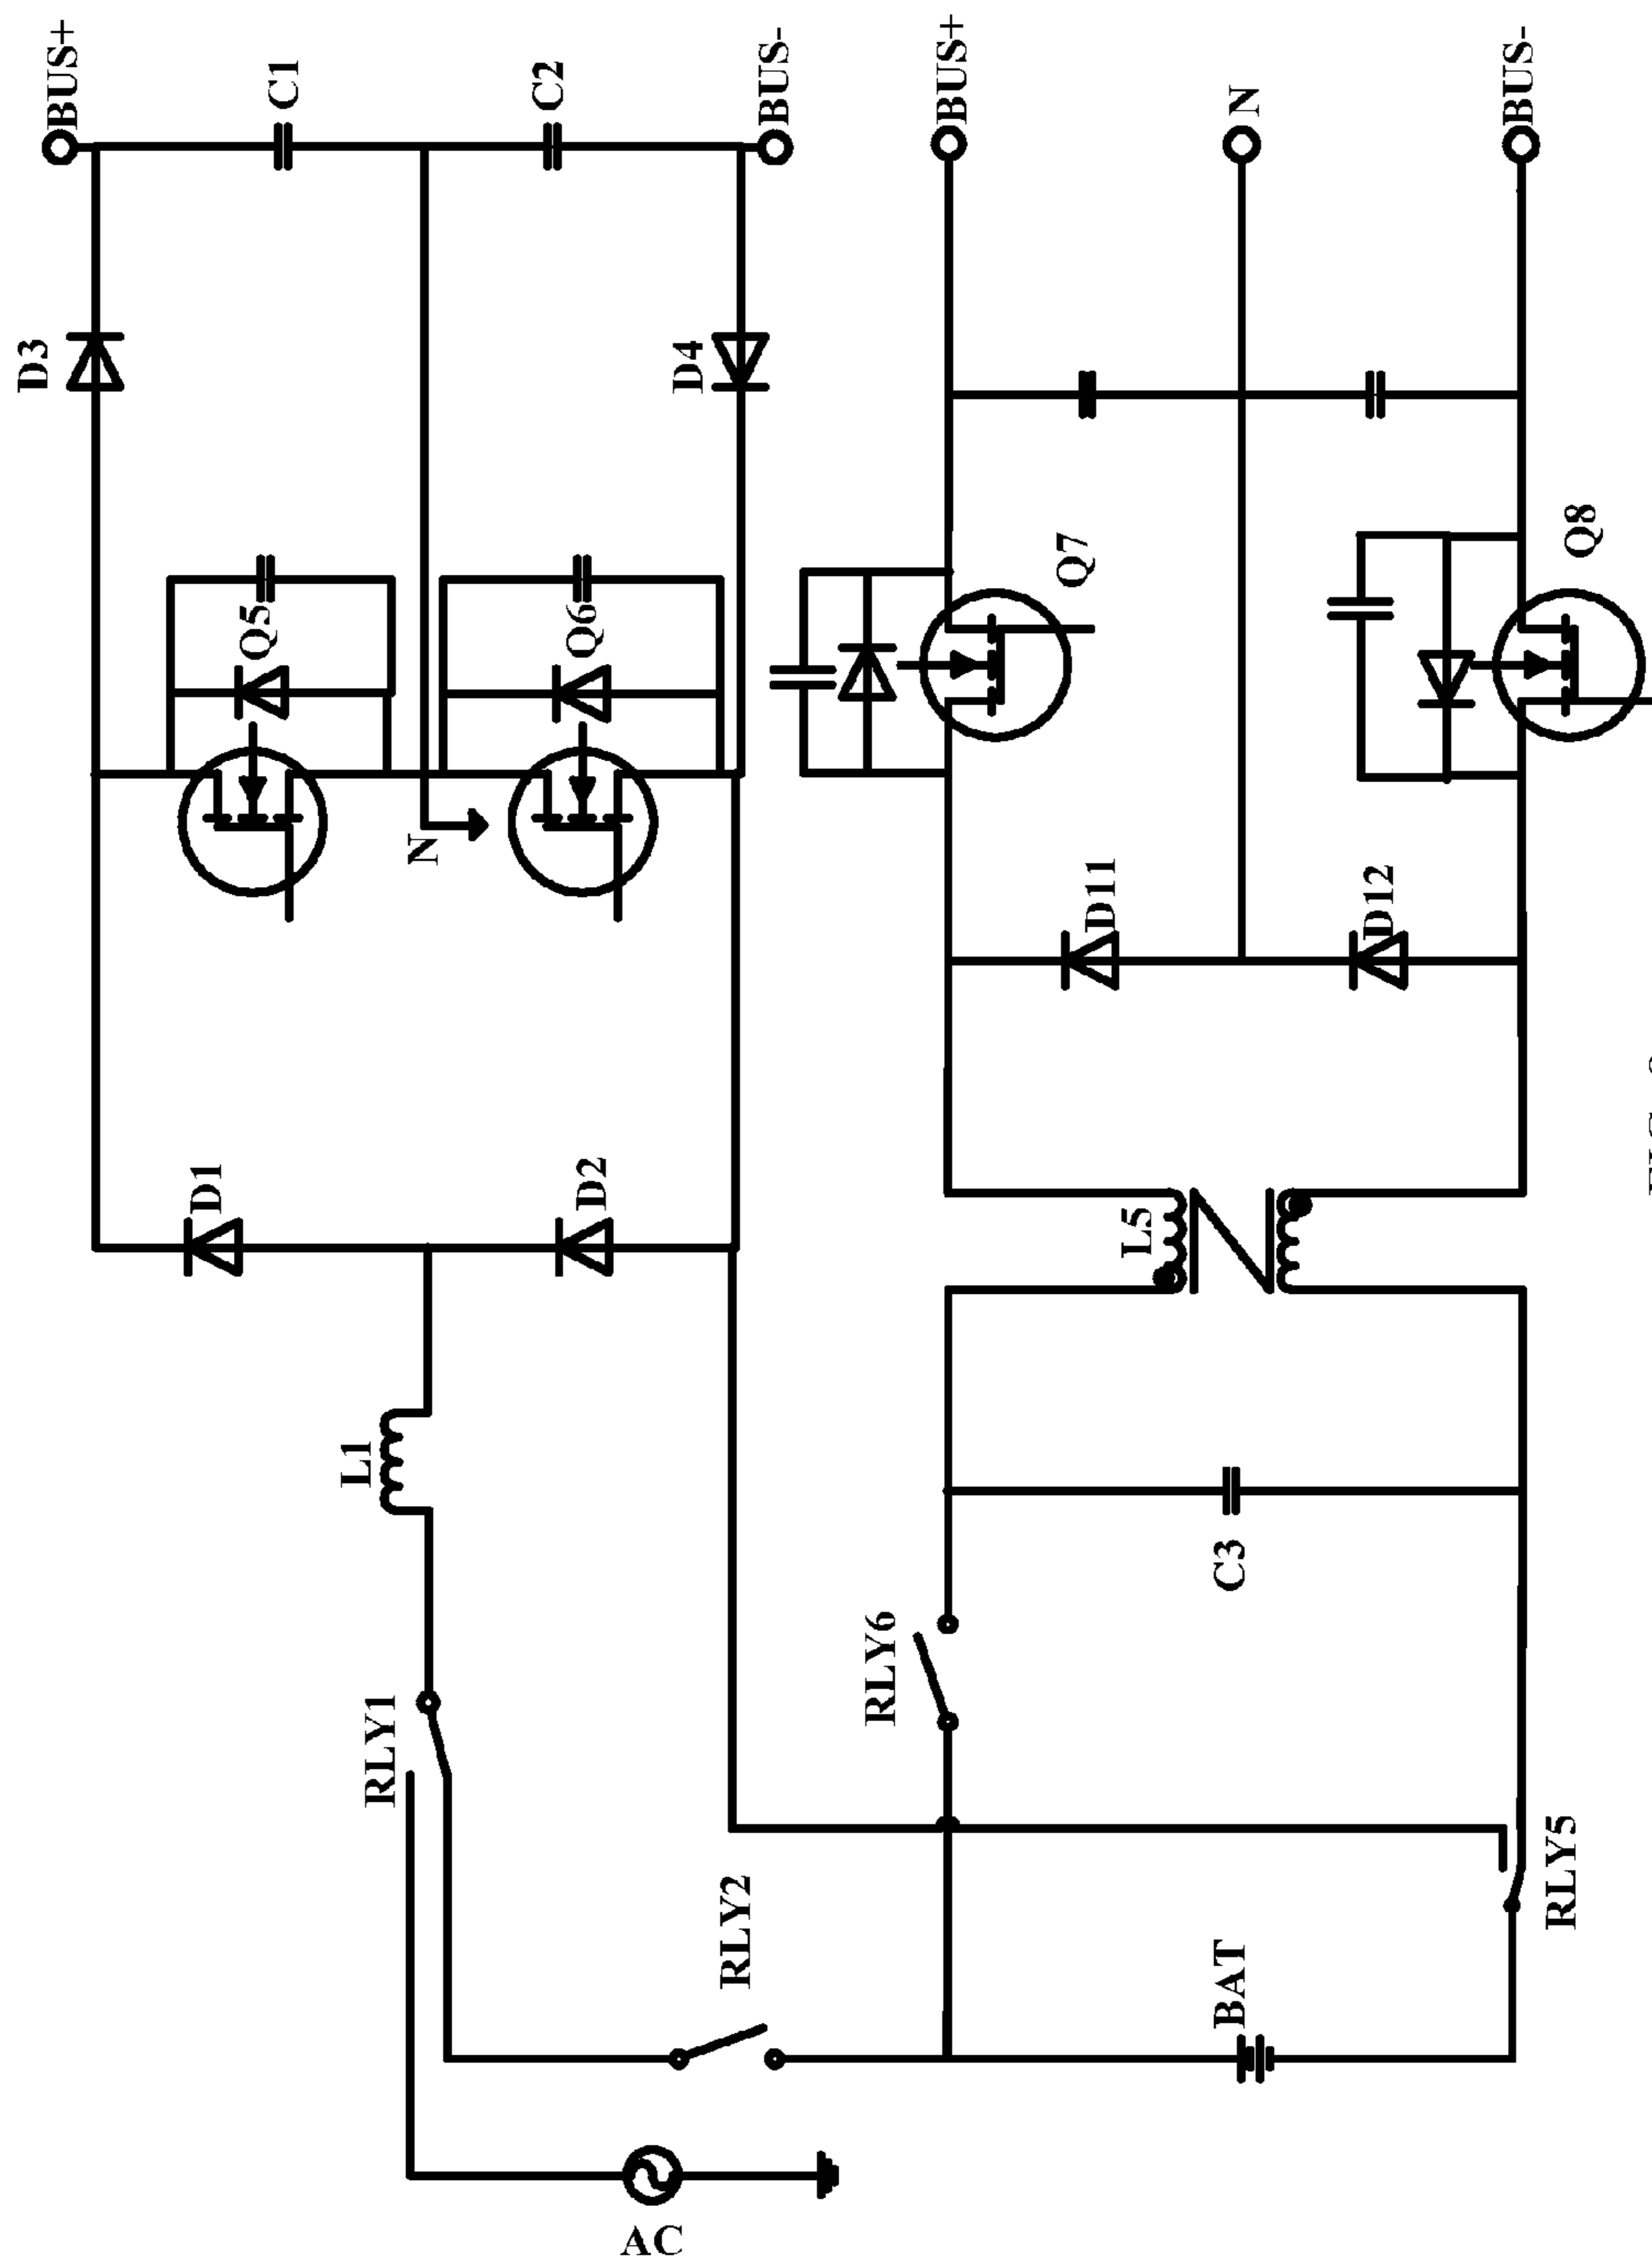 BUS+
C1
C2
BUS-
BUS+
N
BUS-
D3
D4
Q5
Q6
Q7
Q8
N
D11
D12
D1
D2
L5
L1
C3
RLY6
RLY1
RLY5
RLY2
BAT
AC